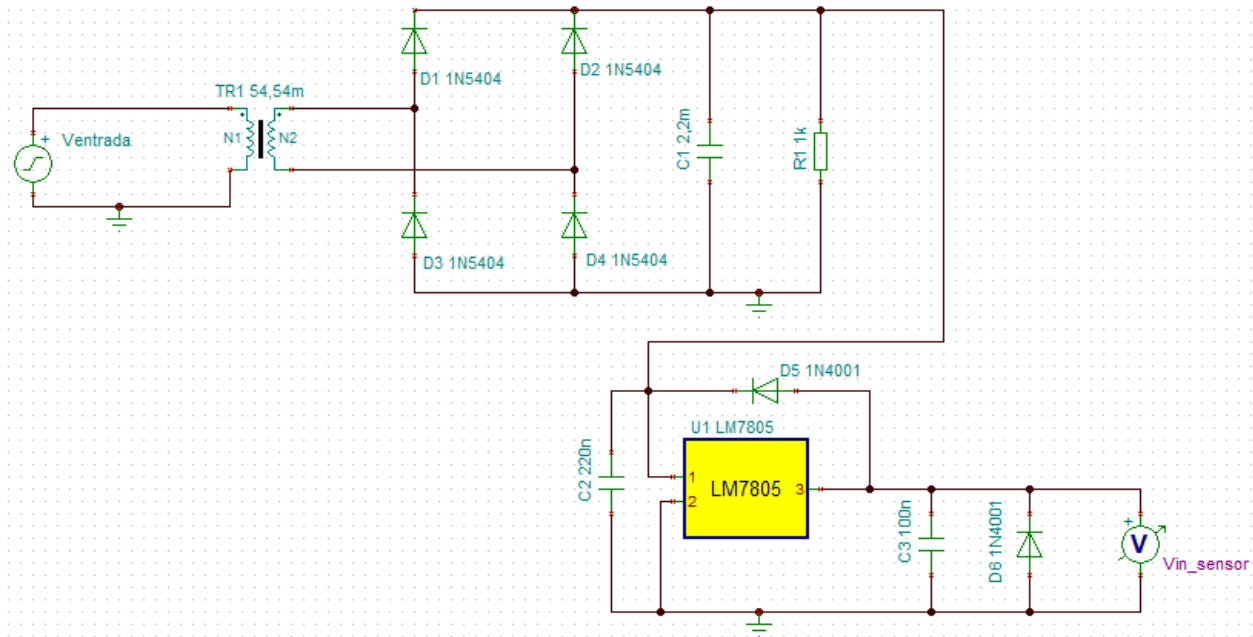 D1 1N5404
D2 1N5404
TR1 54,54m
+ Ventrada
N1
N2
C1 2,2m
R1 1k
D3 1N5404
D4 1N5404
D5 1N4001
U1 LM7805
C2 220n
1
2
LM7805
3
C3 100n
D6 1N4001
+
V
Vin_sensor